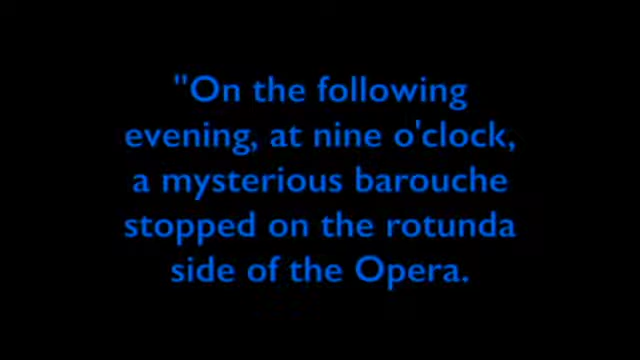 "On the following
evening, at nine o'clock,
a mysterious barouche
stopped on the rotunda
side of the Opera.